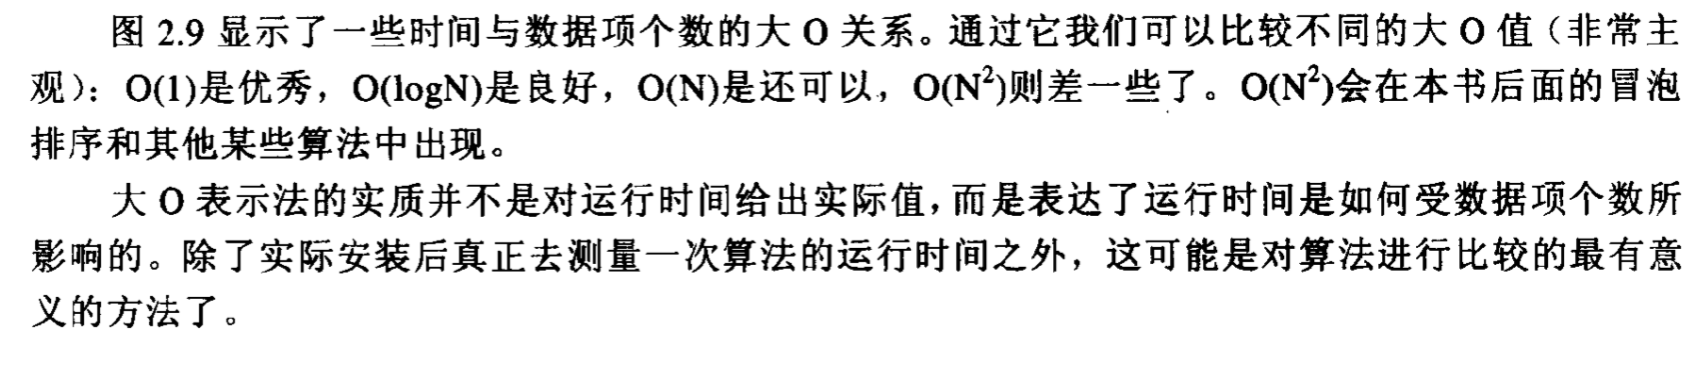 图 2.9 显示了一些时间与数据项个数的大 O 关系。通过它我们可以比较不同的大 O 值（非常主
观）：O(1)是优秀，O(logN)是良好，O(N)是还可以，O(N²)则差一些了。O(N²)会在本书后面的冒泡
排序和其他某些算法中出现。
大 O 表示法的实质并不是对运行时间给出实际值，而是表达了运行时间是如何受数据项个数所
影响的。除了实际安装后真正去测量一次算法的运行时间之外，这可能是对算法进行比较的最有意
义的方法了。